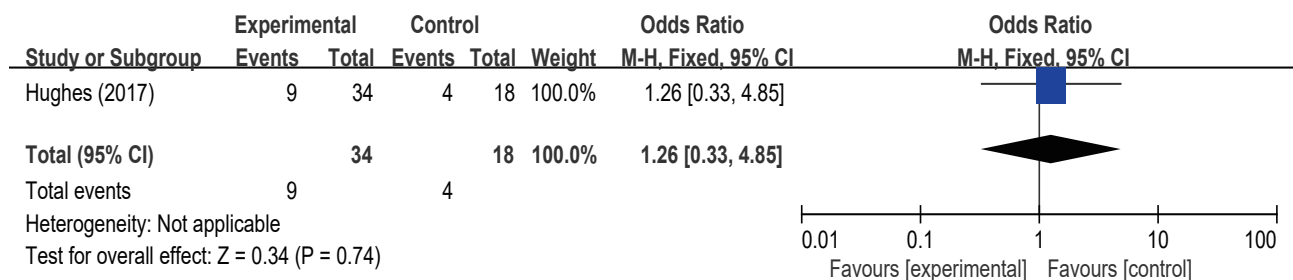 Experimental Control Odds Ratio Odds Ratio
Study or Subgroup Events Total Events Total Weight M-H, Fixed, 95% CI M-H, Fixed, 95% CI
Hughes (2017) 9 34 4 18 100.0% 1.26 [0.33, 4.85]
Total (95% CI) 34 18 100.0% 1.26 [0.33, 4.85]
Total events 9 4
Heterogeneity: Not applicable
Test for overall effect: Z = 0.34 (P = 0.74)
0.01 0.1 1 10 100
Favours [experimental] Favours [control]